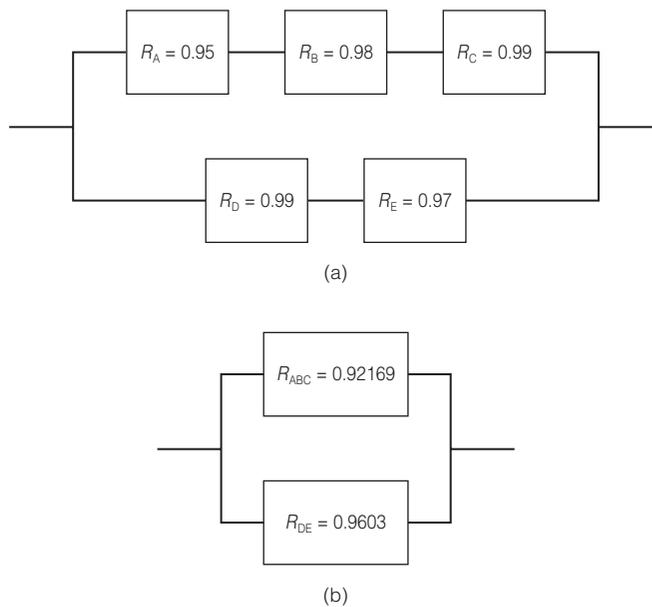 R_A = 0.95 R_B = 0.98 R_C = 0.99
R_D = 0.99 R_E = 0.97
(a)
R_ABC = 0.92169
R_DE = 0.9603
(b)